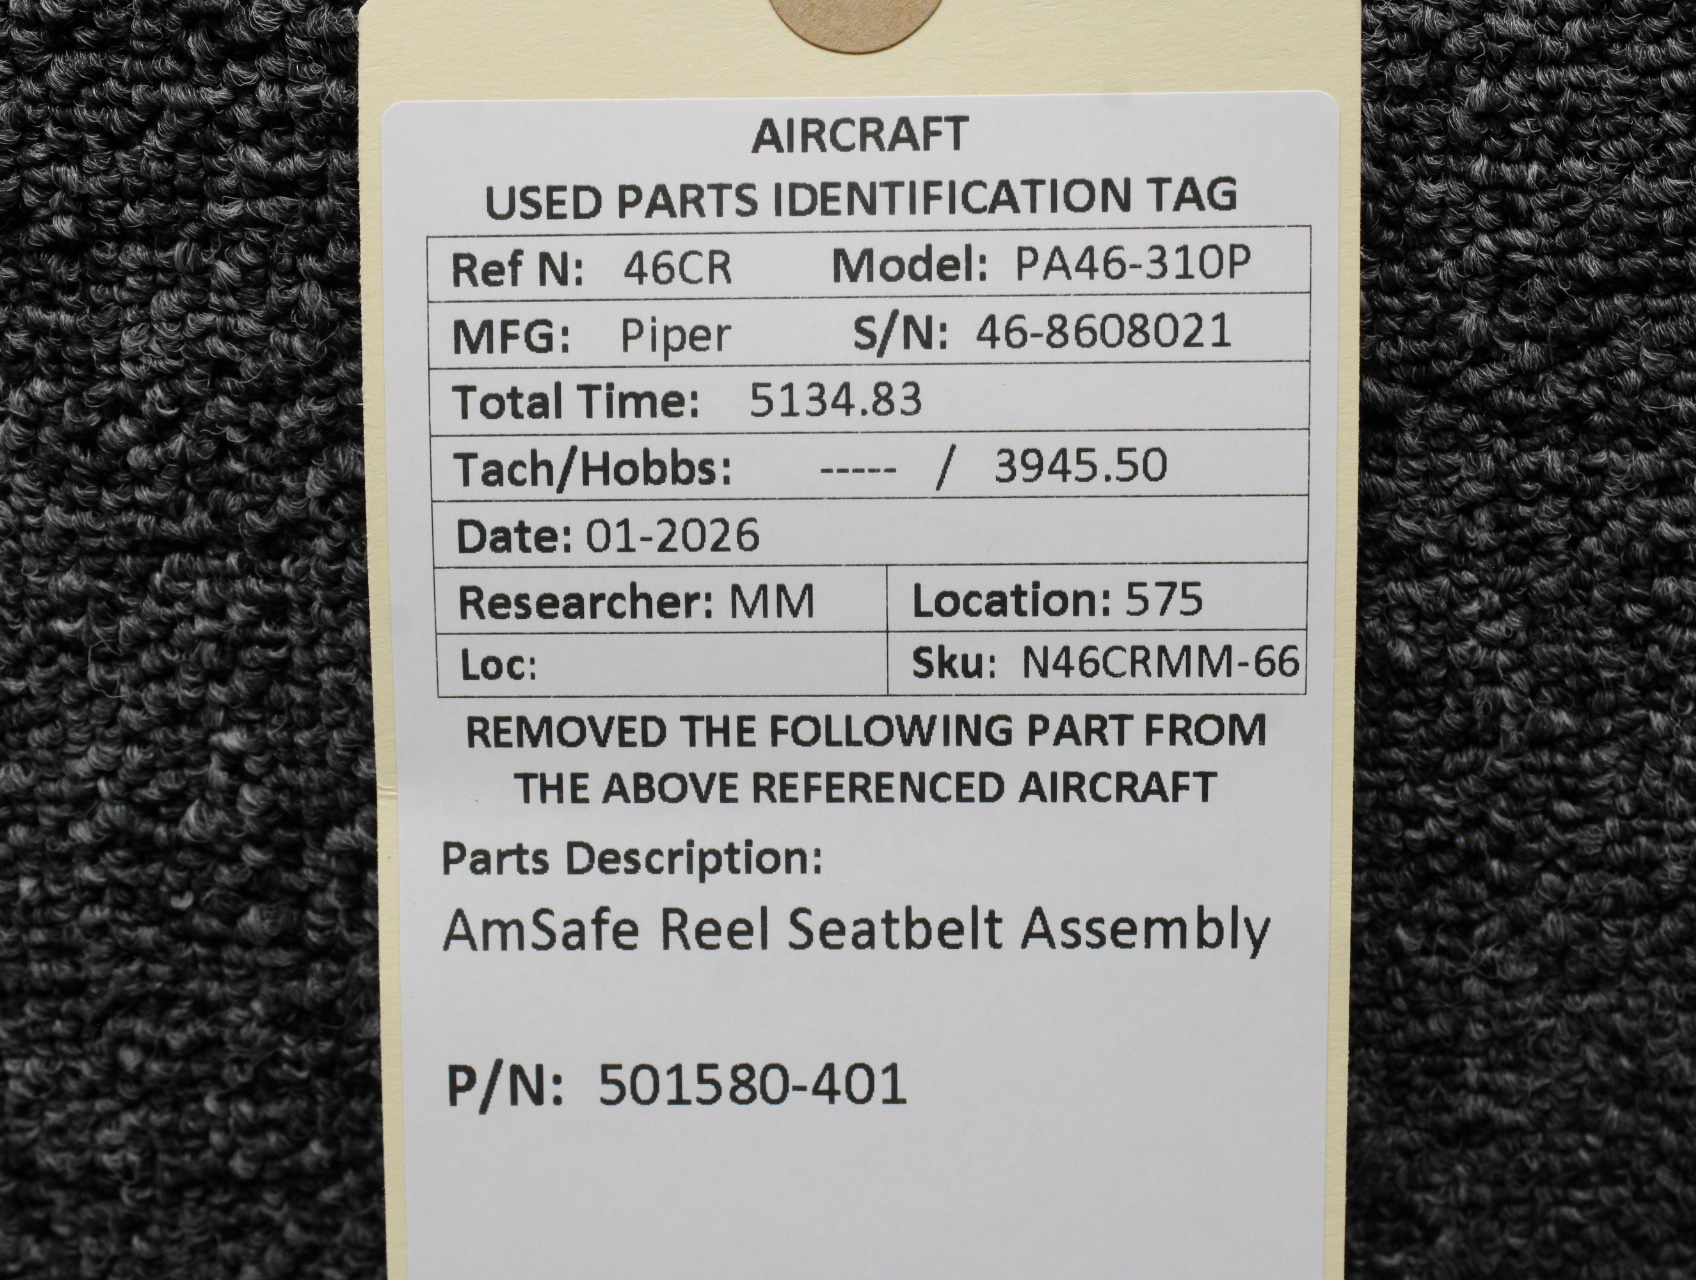 AIRCRAFT
USED PARTS IDENTIFICATION TAG
Ref N: 46CR Model: PA46-310P
MFG: Piper S/N: 46-8608021
Total Time: 5134.83
Tach/Hobbs: ----- / 3945.50
Date: 01-2026
Researcher: MM Location: 575
Loc: Sku: N46CRMM-66
REMOVED THE FOLLOWING PART FROM
THE ABOVE REFERENCED AIRCRAFT
Parts Description:
AmSafe Reel Seatbelt Assembly
P/N: 501580-401